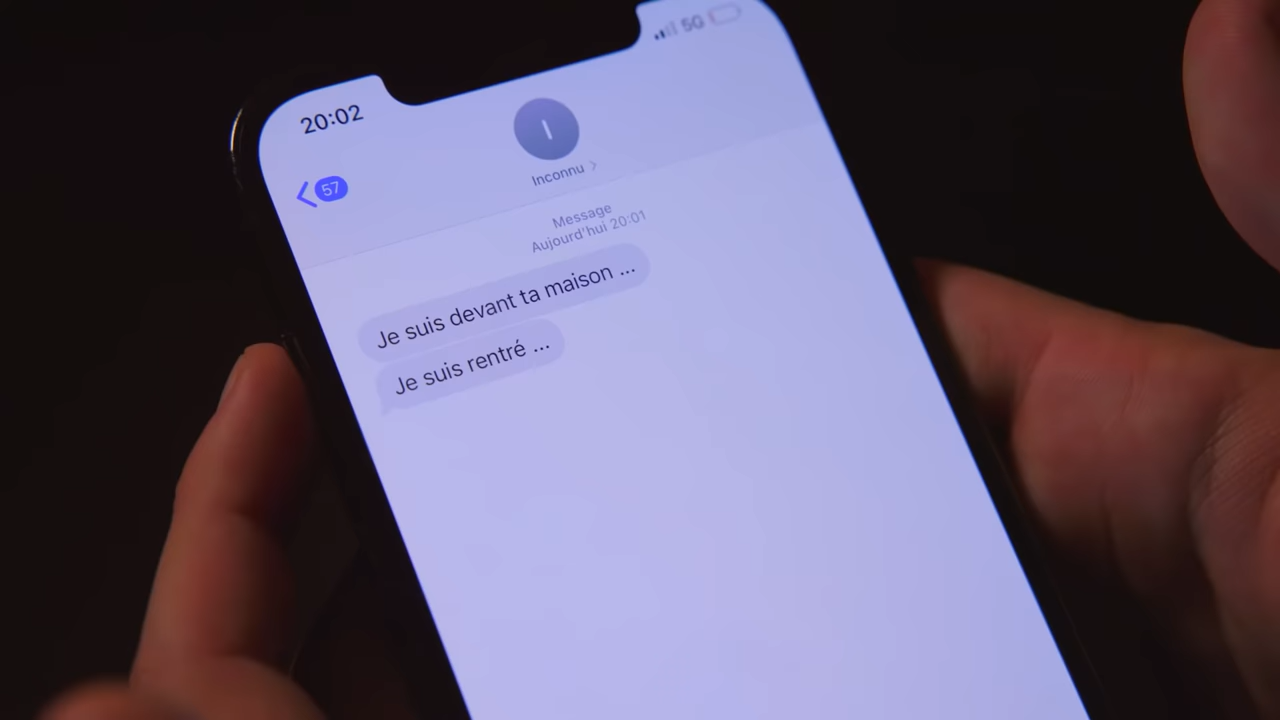 20:02
5G
57
I
Inconnu
Message
Aujourd'hui 20:01
Je suis devant ta maison ...
Je suis rentré ...